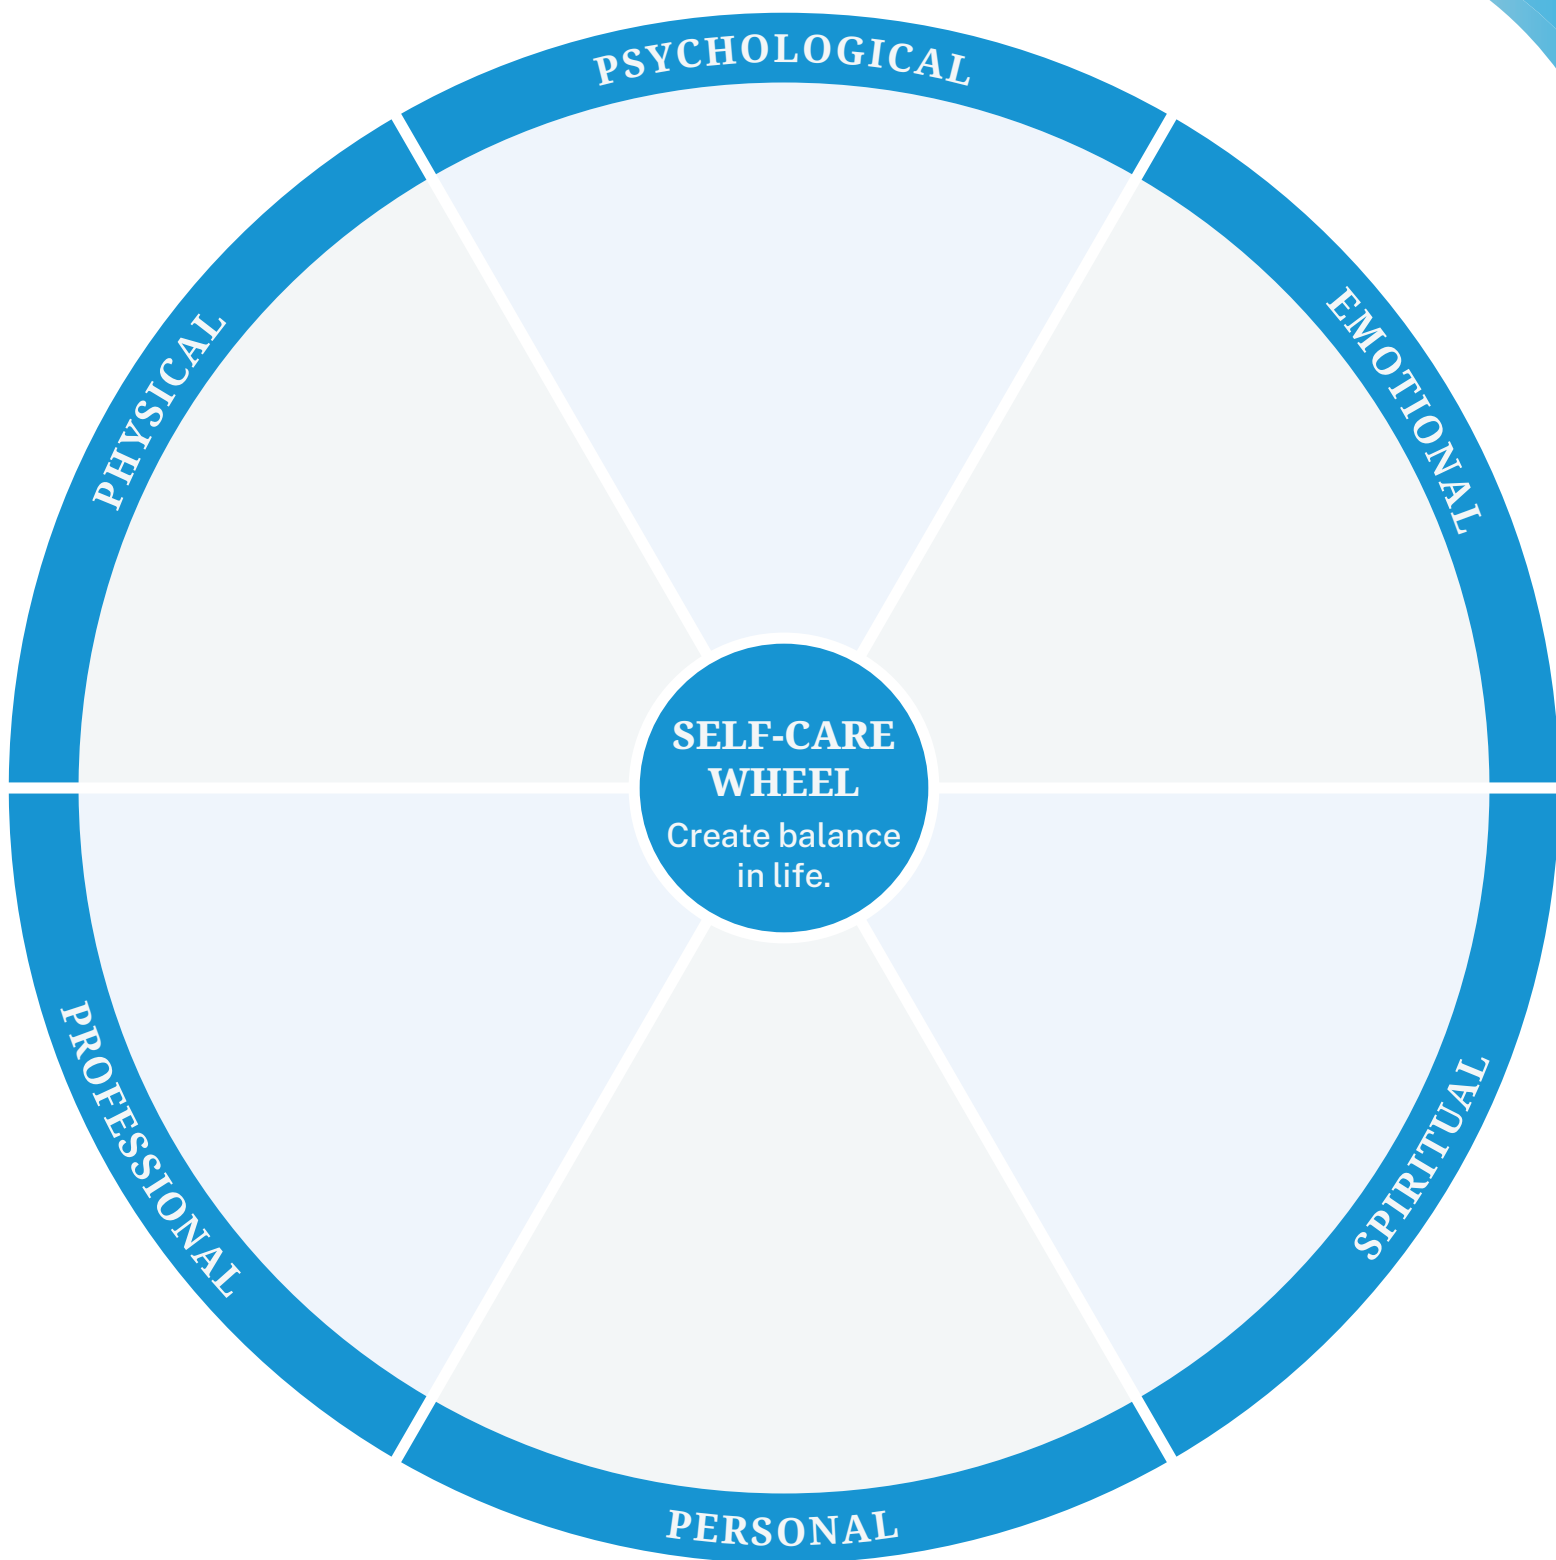 PSYCHOLOGICAL
PHYSICAL
EMOTIONAL
SELF-CARE
WHEEL
Create balance
in life.
PROFESSIONAL
SPIRITUAL
PERSONAL